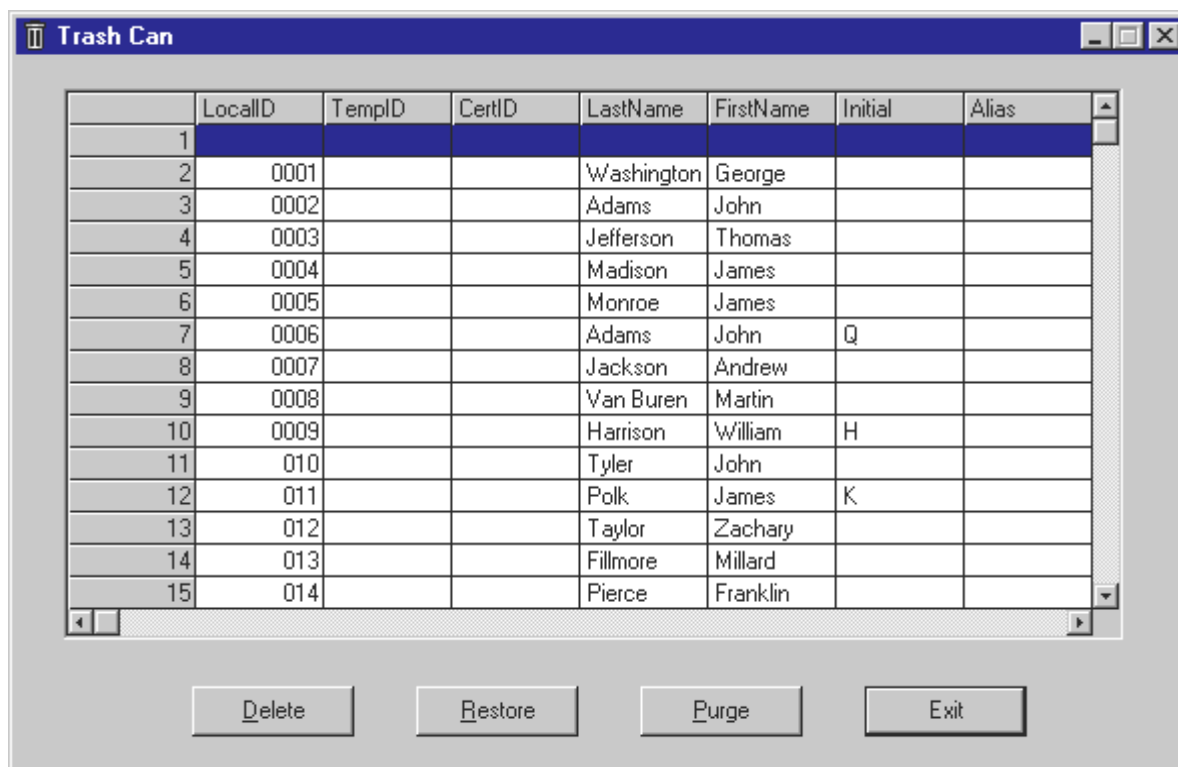 Trash Can
LocalID TempID CertID LastName FirstName Initial Alias
1
2 0001 Washington George
3 0002 Adams John
4 0003 Jefferson Thomas
5 0004 Madison James
6 0005 Monroe James
7 0006 Adams John Q
8 0007 Jackson Andrew
9 0008 Van Buren Martin
10 0009 Harrison William H
11 010 Tyler John
12 011 Polk James K
13 012 Taylor Zachary
14 013 Fillmore Millard
15 014 Pierce Franklin
Delete Restore Purge Exit